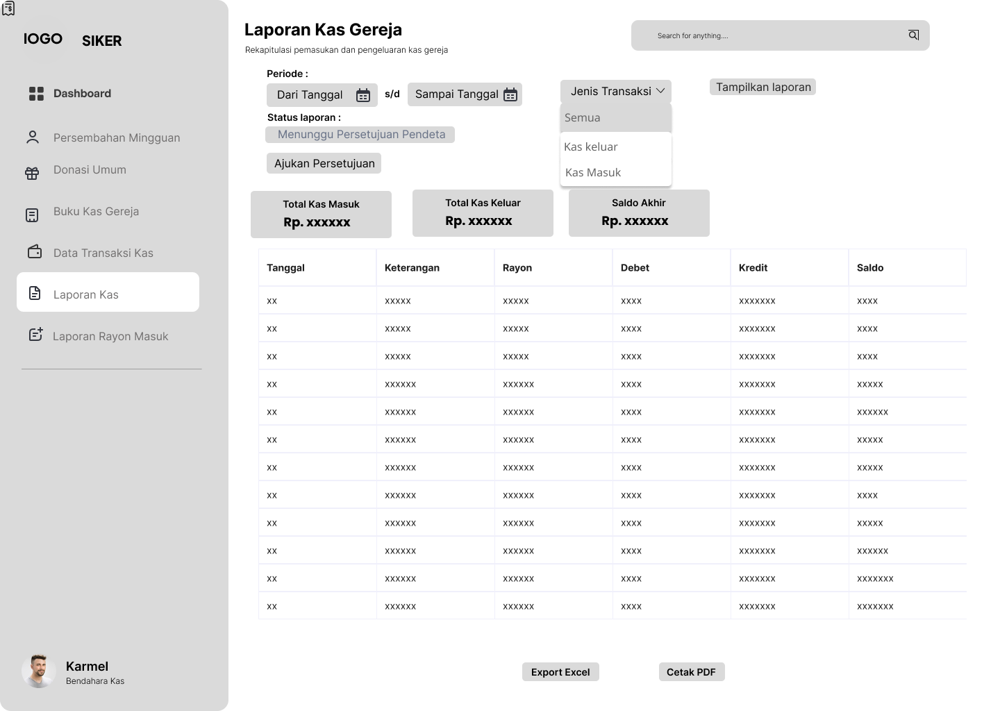 lOGO SIKER
Dashboard
Persembahan Mingguan
Donasi Umum
Buku Kas Gereja
Data Transaksi Kas
Laporan Kas
Laporan Rayon Masuk
Karmel
Bendahara Kas
Laporan Kas Gereja
Rekapitulasi pemasukan dan pengeluaran kas gereja
Search for anything....
Periode :
Dari Tanggal s/d Sampai Tanggal
Jenis Transaksi
Semua
Kas keluar
Kas Masuk
Tampilkan laporan
Status laporan :
Menunggu Persetujuan Pendeta
Ajukan Persetujuan
Total Kas Masuk
Rp. xxxxxx
Total Kas Keluar
Rp. xxxxxx
Saldo Akhir
Rp. xxxxxx
Tanggal Keterangan Rayon Debet Kredit Saldo
xx xxxxx xxxxx xxxx xxxxxxx xxxx
xx xxxxx xxxxx xxxx xxxxxxx xxxx
xx xxxxx xxxxx xxxx xxxxxxx xxxx
xx xxxxxx xxxxxx xxxx xxxxxxx xxxxx
xx xxxxxx xxxxxx xxxx xxxxxxx xxxxxx
xx xxxxxx xxxxxx xxxx xxxxxxx xxxxx
xx xxxxxx xxxxxx xxxx xxxxxxx xxxxx
xx xxxxxx xxxxxx xxxx xxxxxxx xxxx
xx xxxxxx xxxxxx xxxx xxxxxxx xxxxx
xx xxxxxx xxxxxx xxxx xxxxxxx xxxxxx
xx xxxxxx xxxxxx xxxx xxxxxxx xxxxxxx
xx xxxxxx xxxxxx xxxx xxxxxxx xxxxxxx
Export Excel Cetak PDF